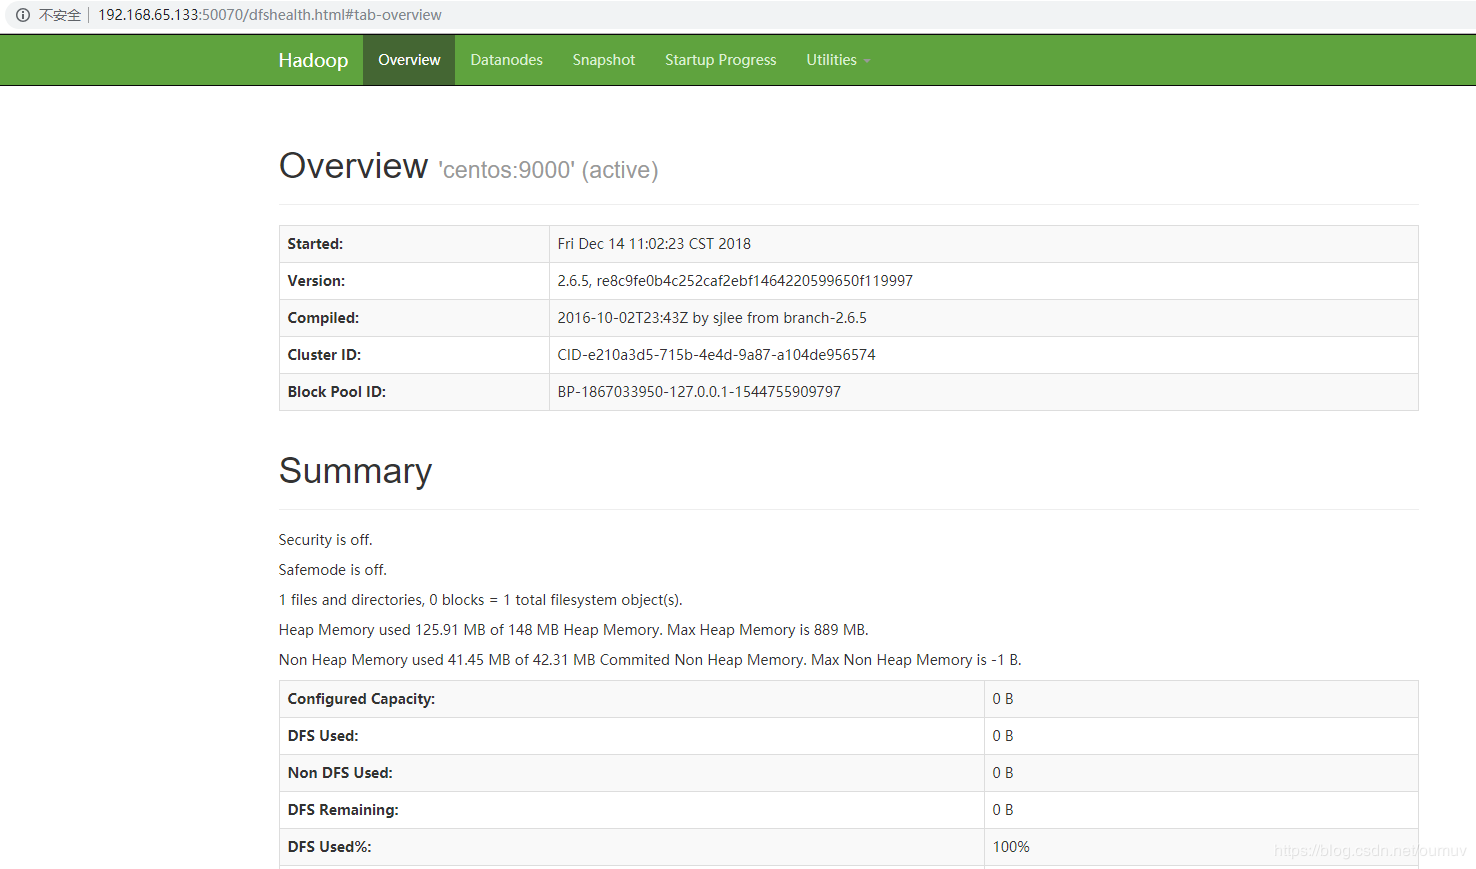 不安全 192.168.65.133:50070/dfshealth.html#tab-overview
Hadoop Overview Datanodes Snapshot Startup Progress Utilities
Overview 'centos:9000' (active)
Started: Fri Dec 14 11:02:23 CST 2018
Version: 2.6.5, re8c9fe0b4c252caf2ebf1464220599650f119997
Compiled: 2016-10-02T23:43Z by sjlee from branch-2.6.5
Cluster ID: CID-e210a3d5-715b-4e4d-9a87-a104de956574
Block Pool ID: BP-1867033950-127.0.0.1-1544755909797
Summary
Security is off.
Safemode is off.
1 files and directories, 0 blocks = 1 total filesystem object(s).
Heap Memory used 125.91 MB of 148 MB Heap Memory. Max Heap Memory is 889 MB.
Non Heap Memory used 41.45 MB of 42.31 MB Commited Non Heap Memory. Max Non Heap Memory is -1 B.
Configured Capacity: 0 B
DFS Used: 0 B
Non DFS Used: 0 B
DFS Remaining: 0 B
DFS Used%: 100%
https://blog.csdn.net/oumuv